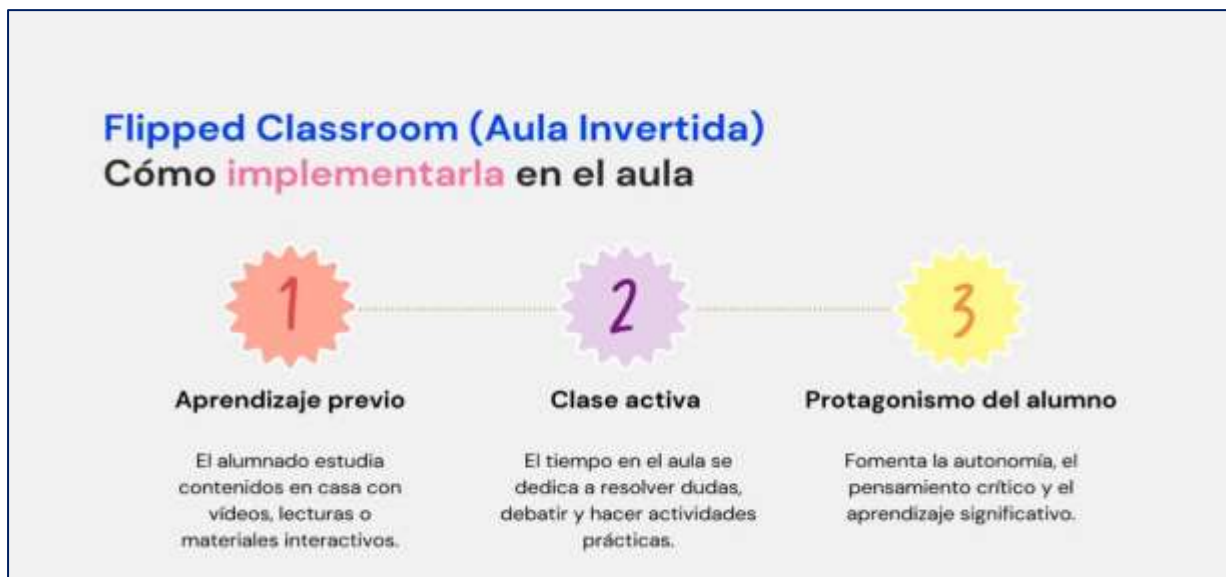 Flipped Classroom (Aula Invertida)
Cómo implementarla en el aula
1
2
3
Aprendizaje previo
El alumnado estudia
contenidos en casa con
vídeos, lecturas o
materiales interactivos.
Clase activa
El tiempo en el aula se
dedica a resolver dudas,
debatir y hacer actividades
prácticas.
Protagonismo del alumno
Fomenta la autonomía, el
pensamiento crítico y el
aprendizaje significativo.